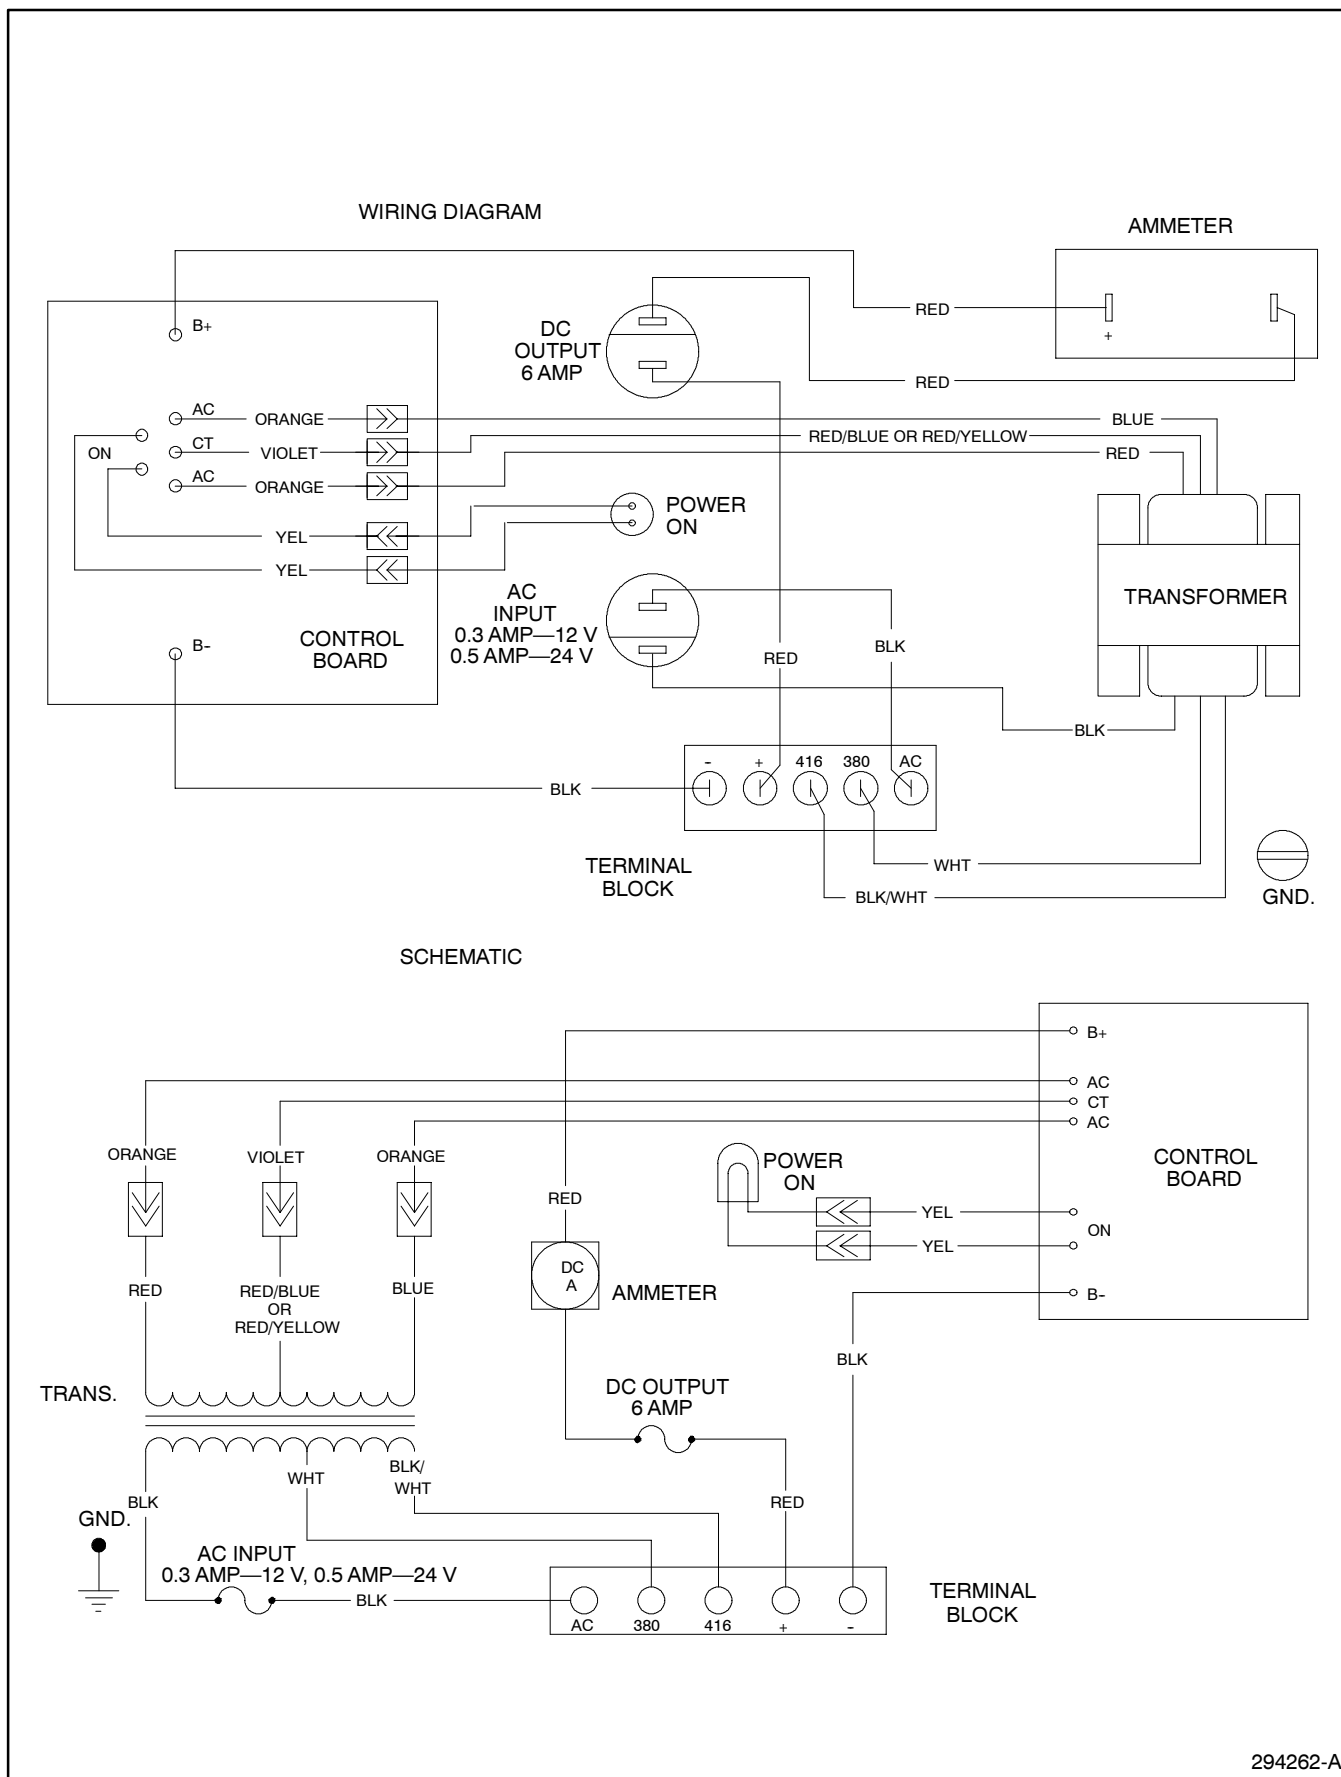 WIRING DIAGRAM
AMMETER
RED
+
B+
DC
OUTPUT
6 AMP
RED
AC
ORANGE
BLUE
ON
CT
VIOLET
RED/BLUE OR RED/YELLOW
AC
ORANGE
RED
POWER
ON
YEL
YEL
TRANSFORMER
AC
INPUT
0.3 AMP—12 V
0.5 AMP—24 V
CONTROL
BOARD
B-
RED
BLK
BLK
- + 416 380 AC
BLK
TERMINAL
BLOCK
WHT
BLK/WHT
GND.
SCHEMATIC
B+
AC
CT
AC
ORANGE
VIOLET
ORANGE
POWER
ON
CONTROL
BOARD
RED
YEL
ON
YEL
DC
A
AMMETER
RED
RED/BLUE
OR
RED/YELLOW
BLUE
B-
BLK
TRANS.
DC OUTPUT
6 AMP
WHT
BLK/
WHT
BLK
RED
GND.
AC INPUT
0.3 AMP—12 V, 0.5 AMP—24 V
BLK
AC 380 416 + -
TERMINAL
BLOCK
294262-A